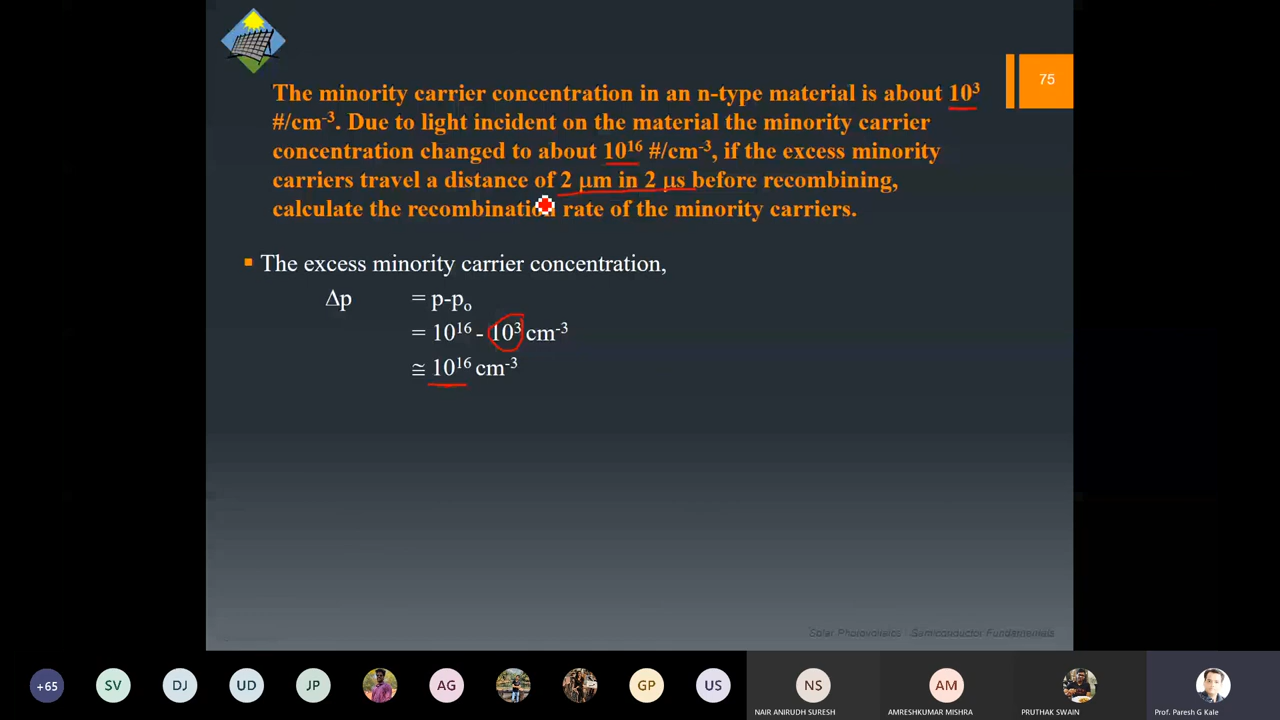 75
The minority carrier concentration in an n-type material is about 10³
#/cm⁻³. Due to light incident on the material the minority carrier
concentration changed to about 10¹⁶ #/cm⁻³, if the excess minority
carriers travel a distance of 2 μm in 2 μs before recombining,
calculate the recombination rate of the minority carriers.
▪ The excess minority carrier concentration,
Δp = p-pₒ
= 10¹⁶ - 10³ cm⁻³
≅ 10¹⁶ cm⁻³
Solar Photovoltaics : Semiconductor Fundamentals
+65 SV DJ UD JP AG GP US NS AM
NAIR ANIRUDH SURESH AMRESHKUMAR MISHRA PRUTHAK SWAIN Prof. Paresh G Kale